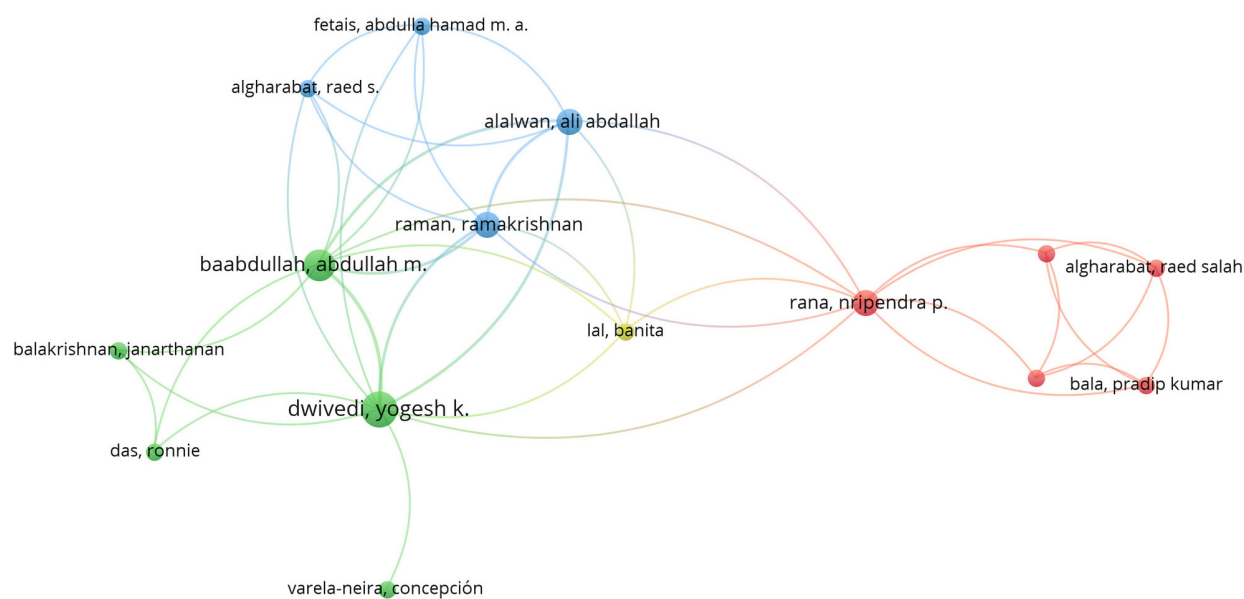 fetais, abdulla hamad m. a.
algharabat, raed s.
alalwan, ali abdallah
raman, ramakrishnan
baabdullah, abdullah m.
algharabat, raed salah
rana, nripendra p.
lal, banita
balakrishnan, janarthanan
bala, pradip kumar
dwivedi, yogesh k.
das, ronnie
varela-neira, concepción